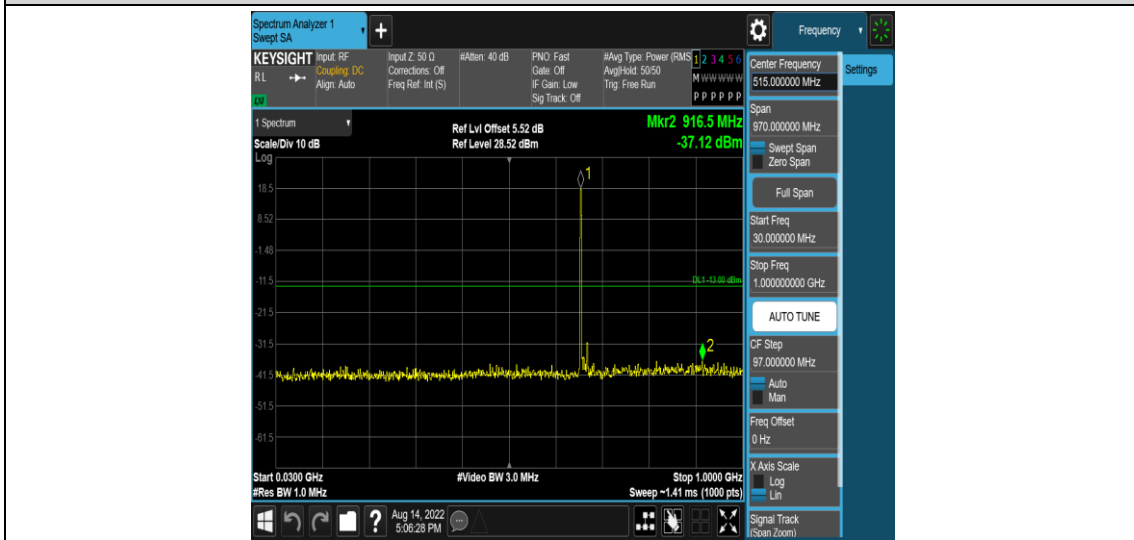 Spectrum Analyzer 1
Swept SA
Frequency
KEYSIGHT
RL
LXI
Input: RF
Coupling: DC
Align: Auto
Input Z: 50 Ω
Corrections: Off
Freq Ref: Int (S)
#Atten: 40 dB
PNO: Fast
Gate: Off
IF Gain: Low
Sig Track: Off
#Avg Type: Power (RMS
Avg|Hold: 50/50
Trig: Free Run
1 2 3 4 5 6
M W W W W W
P P P P P P
Center Frequency
515.000000 MHz
Settings
Span
970.000000 MHz
Swept Span
Zero Span
Full Span
Start Freq
30.000000 MHz
Stop Freq
1.000000000 GHz
AUTO TUNE
CF Step
97.000000 MHz
Auto
Man
Freq Offset
0 Hz
X Axis Scale
Log
Lin
Signal Track
(Span Zoom)
1 Spectrum
Scale/Div 10 dB
Log
Ref Lvl Offset 5.52 dB
Ref Level 28.52 dBm
Mkr2 916.5 MHz
-37.12 dBm
1
18.5
8.52
-1.48
-11.5
DL1 -13.00 dBm
-21.5
-31.5
2
-41.5
-51.5
-61.5
Start 0.0300 GHz
#Res BW 1.0 MHz
#Video BW 3.0 MHz
Stop 1.0000 GHz
Sweep ~1.41 ms (1000 pts)
?
Aug 14, 2022
5:06:28 PM